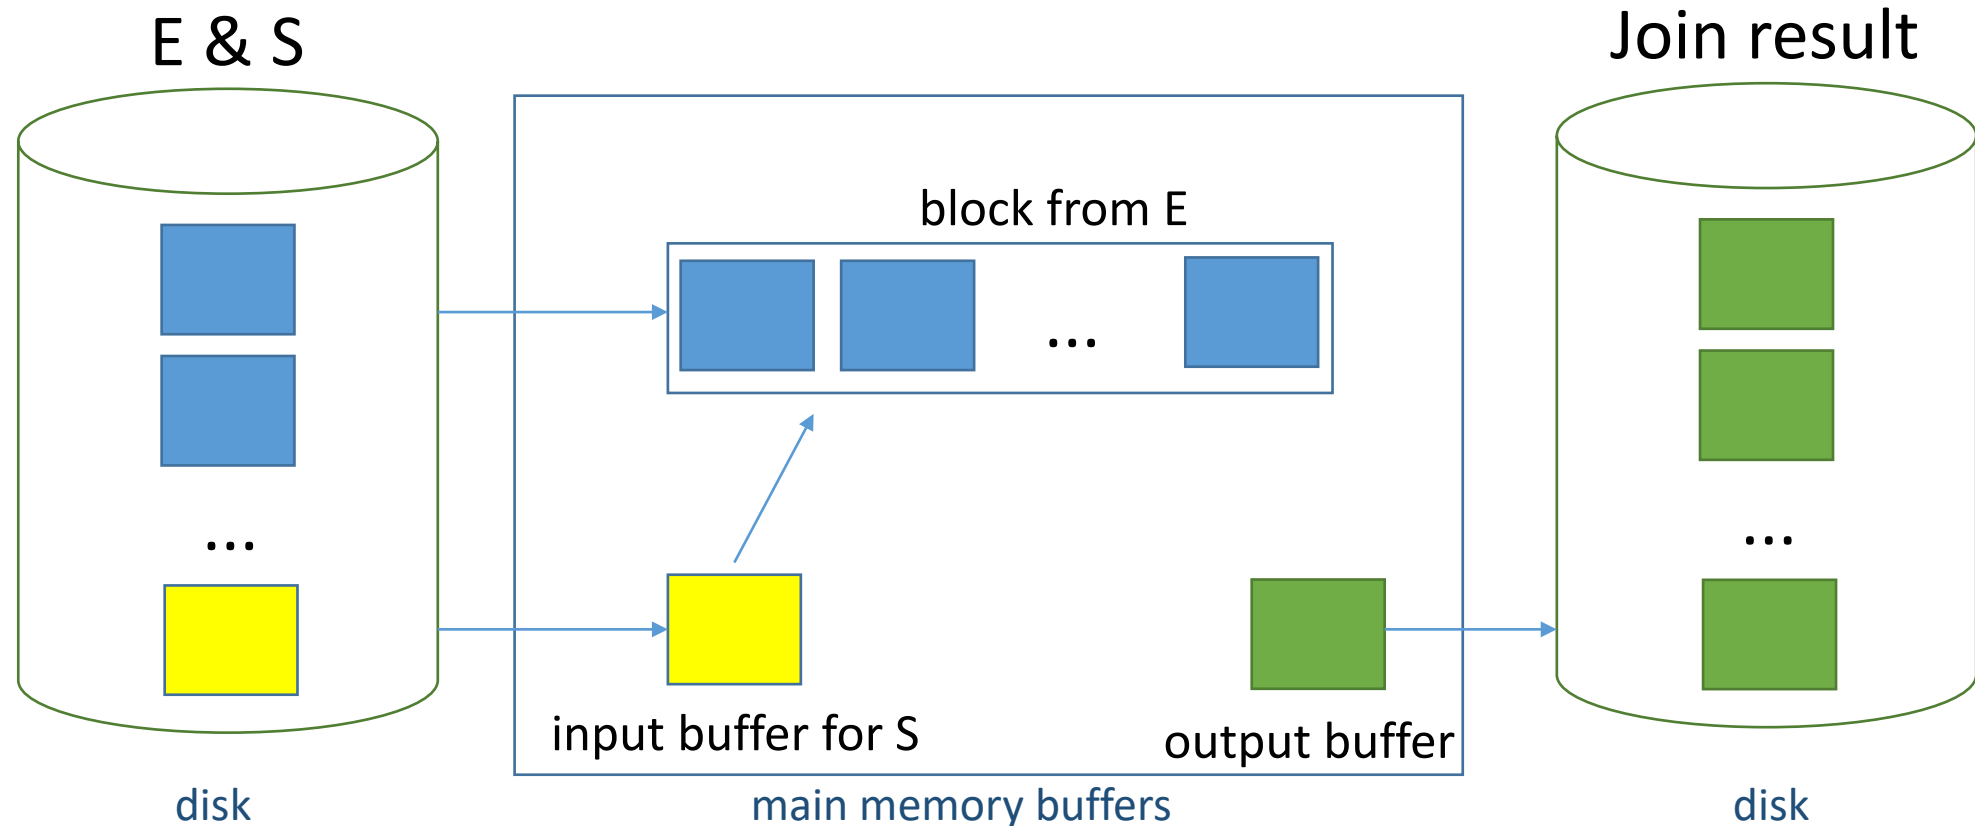 E & S
Join result
block from E
...
...
...
input buffer for S
output buffer
disk
main memory buffers
disk